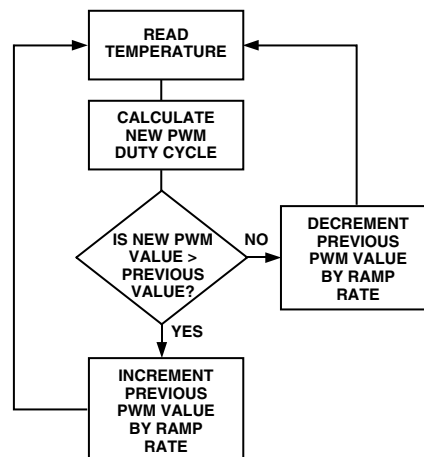 READ
TEMPERATURE
CALCULATE
NEW PWM
DUTY CYCLE
IS NEW PWM
VALUE >
PREVIOUS
VALUE?
NO
DECREMENT
PREVIOUS
PWM VALUE
BY RAMP
RATE
YES
INCREMENT
PREVIOUS
PWM VALUE
BY RAMP
RATE